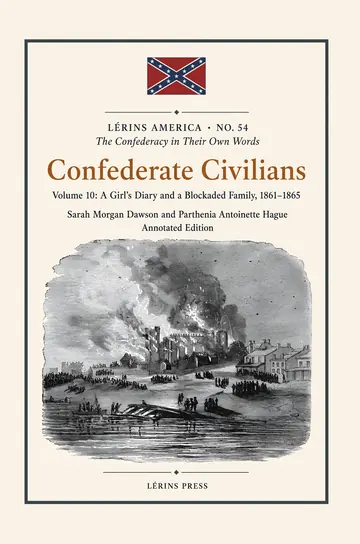 LÉRINS AMERICA • NO. 54
The Confederacy in Their Own Words
Confederate Civilians
Volume 10: A Girl's Diary and a Blockaded Family, 1861–1865
Sarah Morgan Dawson and Parthenia Antoinette Hague
Annotated Edition
LÉRINS PRESS